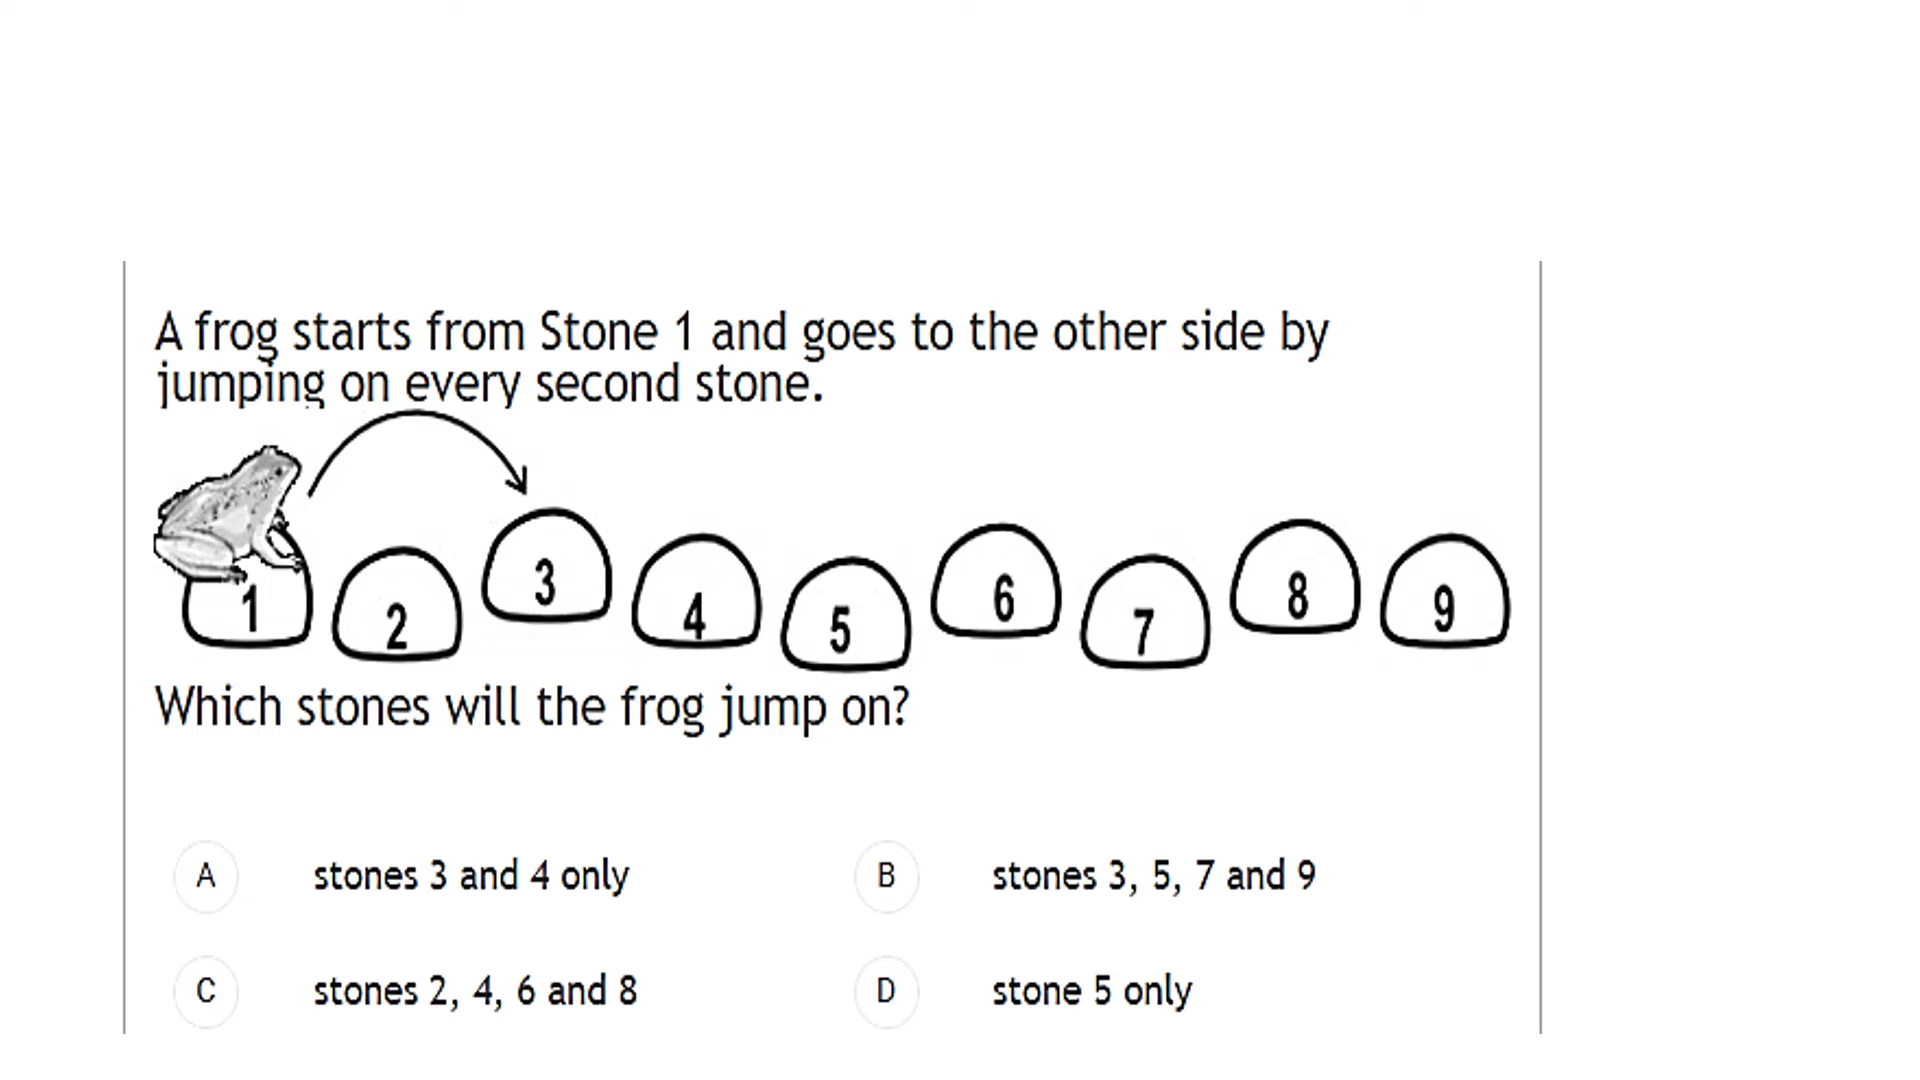 A frog starts from Stone 1 and goes to the other side by
jumping on every second stone.
1 2 3 4 5 6 7 8 9
Which stones will the frog jump on?
A stones 3 and 4 only B stones 3, 5, 7 and 9
C stones 2, 4, 6 and 8 D stone 5 only